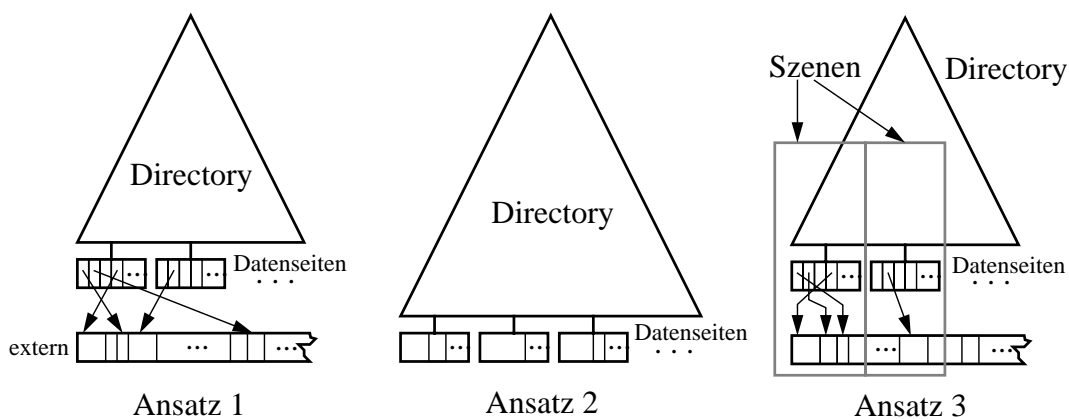 Directory
Datenseiten
...
...
...
extern
...
...
Ansatz 1
Directory
Datenseiten
...
...
...
...
Ansatz 2
Szenen
Directory
Datenseiten
...
...
...
...
...
Ansatz 3